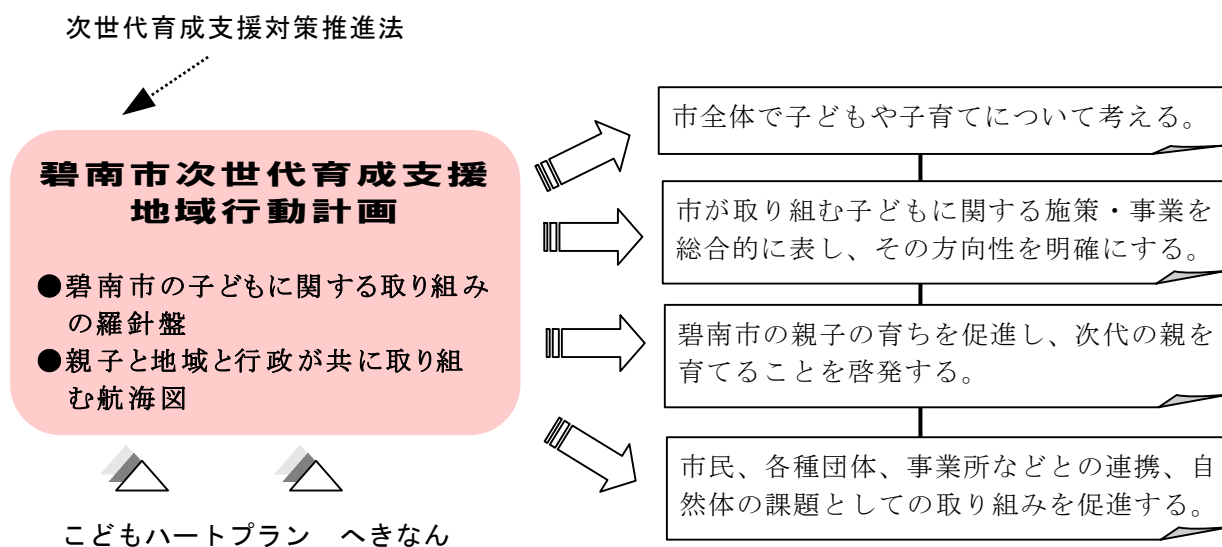 次世代育成支援対策推進法
碧南市次世代育成支援
地域行動計画
●碧南市の子どもに関する取り組み
の羅針盤
●親子と地域と行政が共に取り組
む航海図
こどもハートプラン　へきなん
市全体で子どもや子育てについて考える。
市が取り組む子どもに関する施策・事業を
総合的に表し、その方向性を明確にする。
碧南市の親子の育ちを促進し、次代の親を
育てることを啓発する。
市民、各種団体、事業所などとの連携、自
然体の課題としての取り組みを促進する。